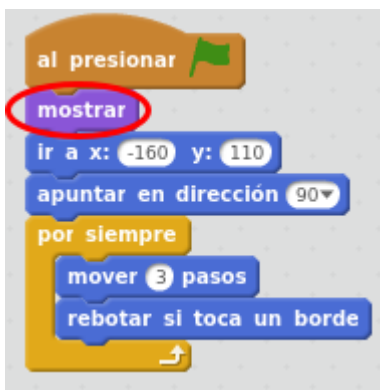 al presionar
mostrar
ir a x: -160 y: 110
apuntar en dirección 90
por siempre
mover 3 pasos
rebotar si toca un borde